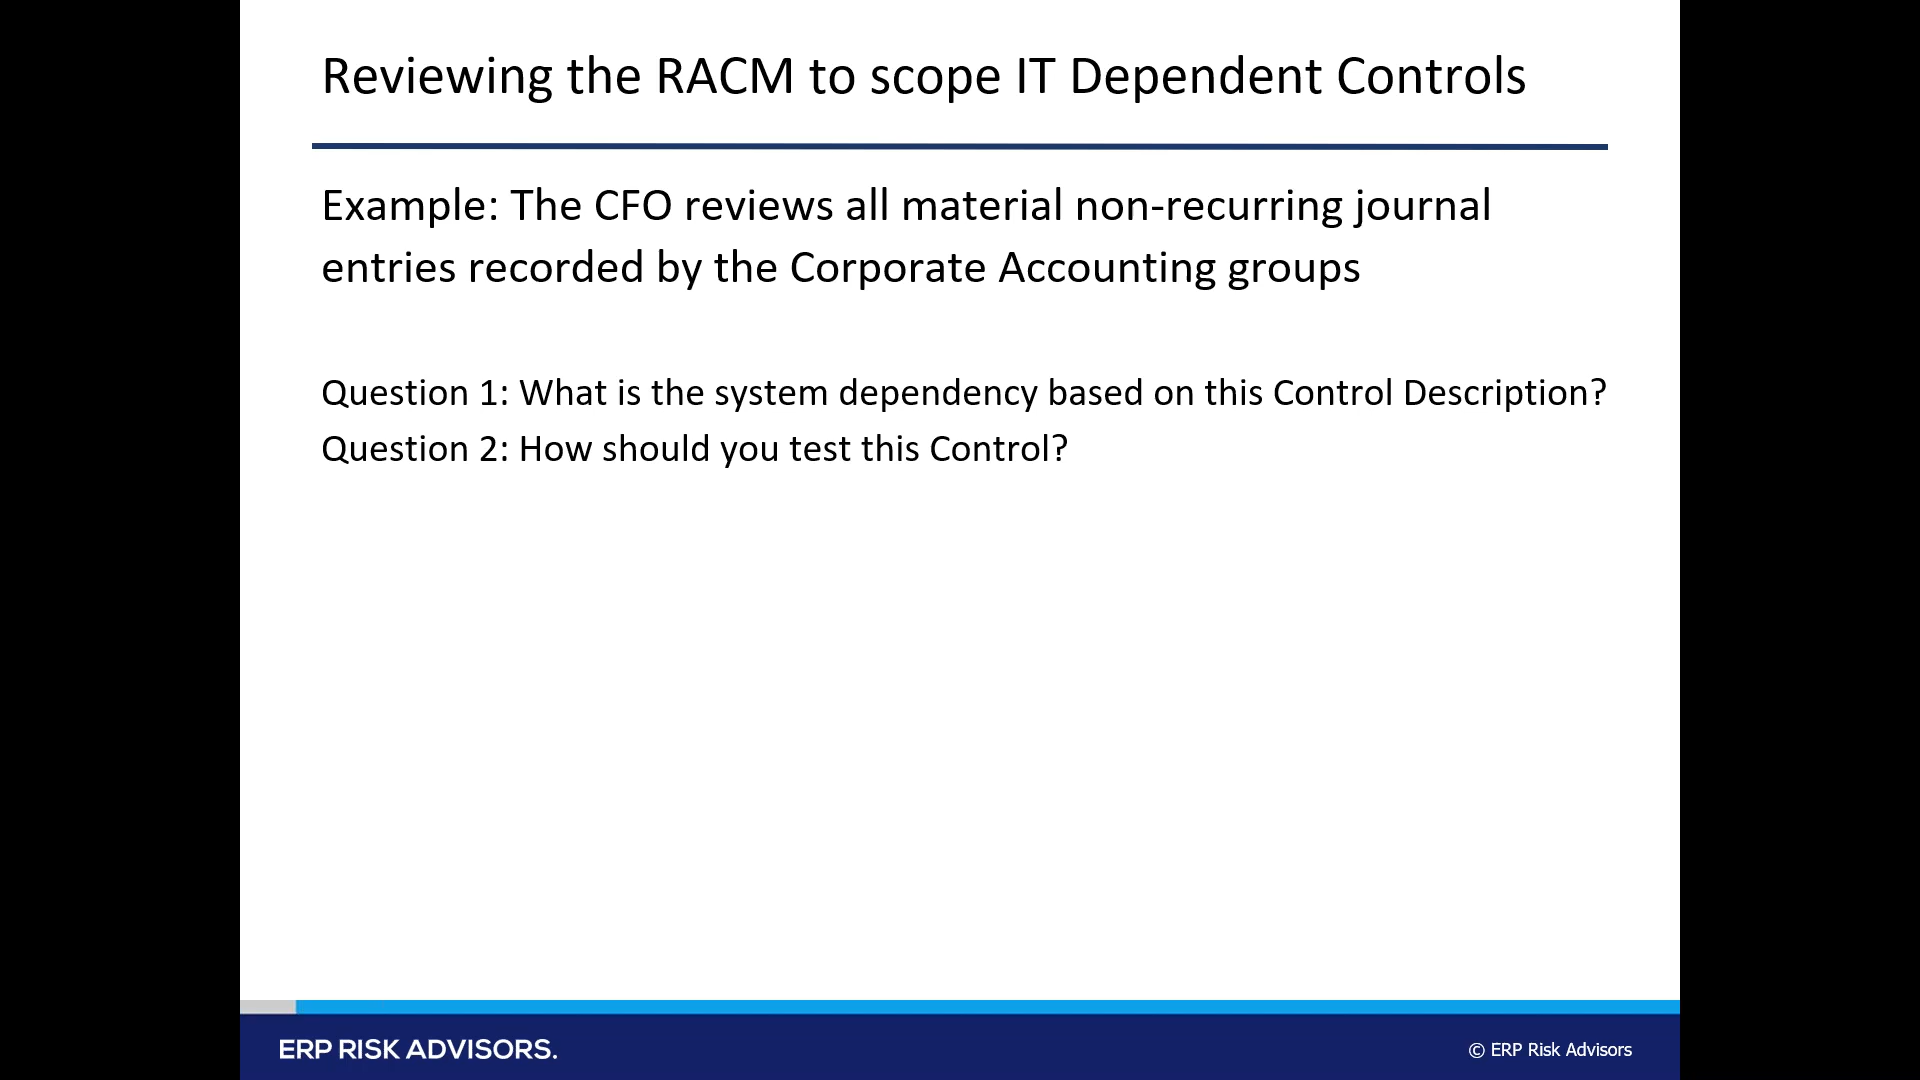 Reviewing the RACM to scope IT Dependent Controls
Example: The CFO reviews all material non-recurring journal
entries recorded by the Corporate Accounting groups
Question 1: What is the system dependency based on this Control Description?
Question 2: How should you test this Control?
ERP RISK ADVISORS.
© ERP Risk Advisors